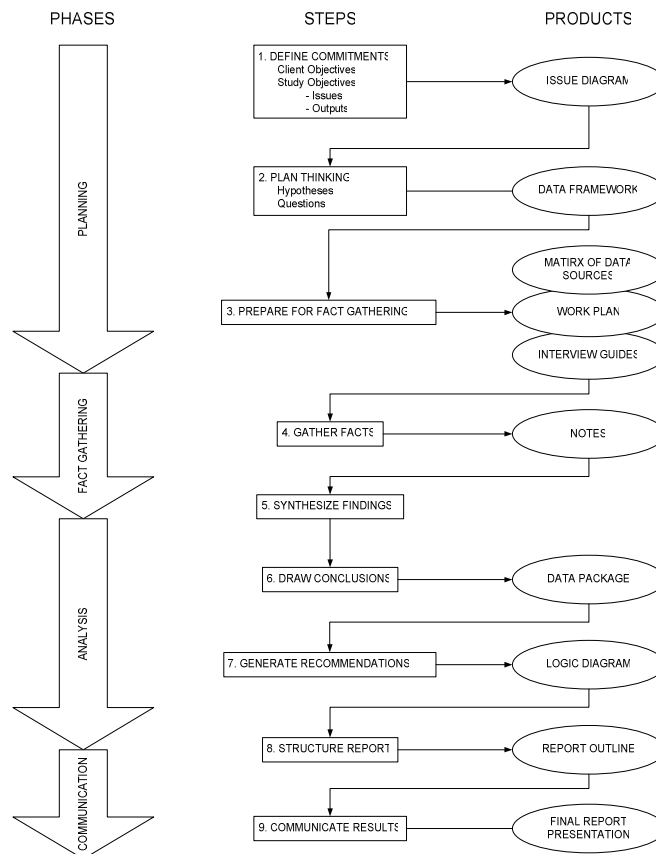 PHASES
STEPS
PRODUCTS
1. DEFINE COMMITMENTS
Client Objectives
Study Objectives
- Issues
- Outputs
ISSUE DIAGRAM
2. PLAN THINKING
Hypotheses
Questions
DATA FRAMEWORK
PLANNING
MATIRX OF DATA
SOURCES
3. PREPARE FOR FACT GATHERING
WORK PLAN
INTERVIEW GUIDES
FACT GATHERING
4. GATHER FACTS
NOTES
5. SYNTHESIZE FINDINGS
6. DRAW CONCLUSIONS
DATA PACKAGE
ANALYSIS
7. GENERATE RECOMMENDATIONS
LOGIC DIAGRAM
8. STRUCTURE REPORT
REPORT OUTLINE
COMMUNICATION
9. COMMUNICATE RESULTS
FINAL REPORT
PRESENTATION